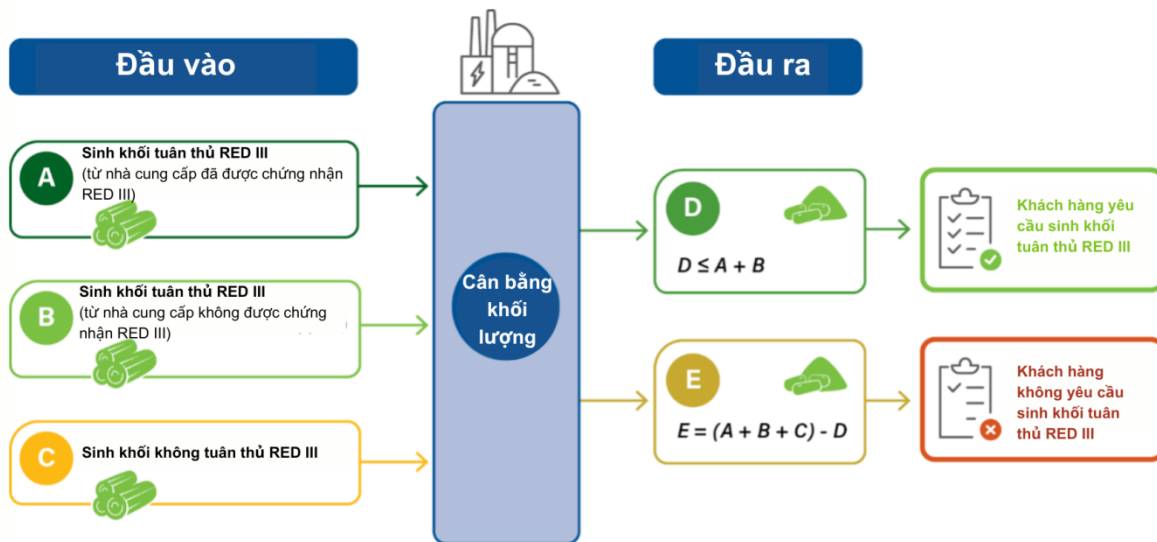 Đầu vào
Đầu ra
A
Sinh khối tuân thủ RED III
(từ nhà cung cấp đã được chứng nhận
RED III)
B
Sinh khối tuân thủ RED III
(từ nhà cung cấp không được chứng
nhận RED III)
C
Sinh khối không tuân thủ RED III
Cân bằng
khối
lượng
D
D ≤ A + B
Khách hàng yêu
cầu sinh khối
tuân thủ RED III
E
E = (A + B + C) - D
Khách hàng
không yêu cầu
sinh khối tuân
thủ RED III